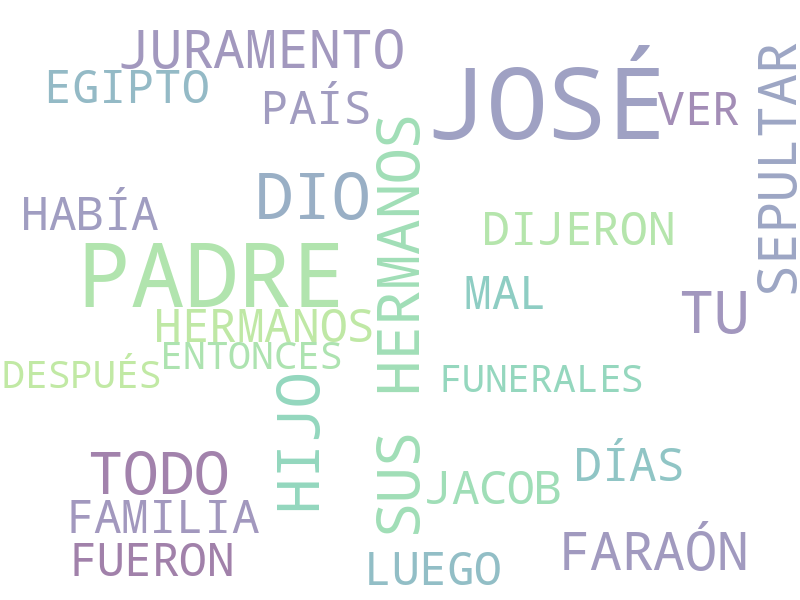 JURAMENTO
EGIPTO
PAÍS
JOSÉ
VER
SEPULTAR
DIO
HABÍA
SUS HERMANOS
DIJERON
PADRE
MAL
TU
HERMANOS
ENTONCES
DESPUÉS
FUNERALES
HIJO
TODO
JACOB
DÍAS
FAMILIA
FUERON
LUEGO
FARAÓN